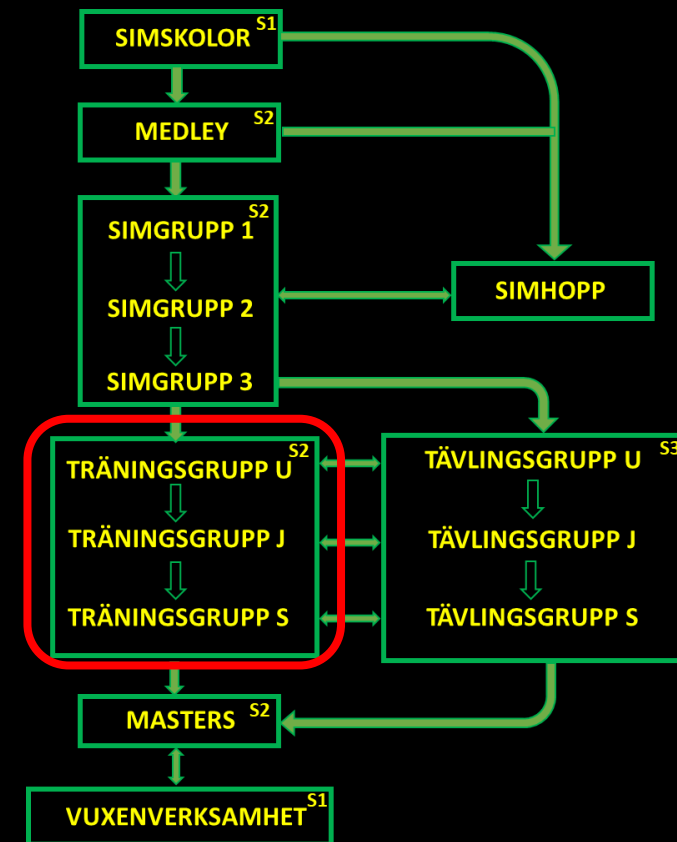 SIMSKOLOR S1
MEDLEY S2
SIMGRUPP 1 S2
SIMGRUPP 2
SIMGRUPP 3
SIMHOPP
TRÄNINGSGRUPP U S2
TRÄNINGSGRUPP J
TRÄNINGSGRUPP S
TÄVLINGSGRUPP U S3
TÄVLINGSGRUPP J
TÄVLINGSGRUPP S
MASTERS S2
VUXENVERKSAMHET S1